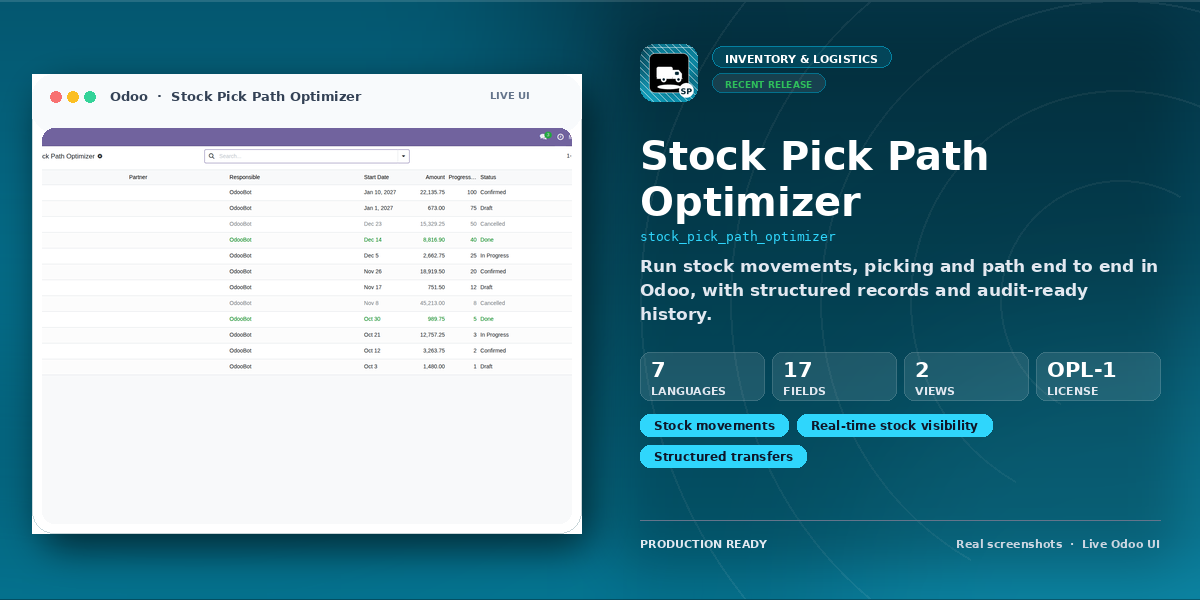 Odoo · Stock Pick Path Optimizer
LIVE UI
ck Path Optimizer
Search...
Partner Responsible Start Date Amount Progress... Status
OdooBot Jan 10, 2027 22,135.75 100 Confirmed
OdooBot Jan 1, 2027 673.00 75 Draft
OdooBot Dec 23 15,329.25 50 Cancelled
OdooBot Dec 14 8,816.90 40 Done
OdooBot Dec 5 2,662.75 25 In Progress
OdooBot Nov 26 18,919.50 20 Confirmed
OdooBot Nov 17 751.50 12 Draft
OdooBot Nov 8 45,213.00 8 Cancelled
OdooBot Oct 30 989.75 5 Done
OdooBot Oct 21 12,757.25 3 In Progress
OdooBot Oct 12 3,263.75 2 Confirmed
OdooBot Oct 3 1,480.00 1 Draft
SP
INVENTORY & LOGISTICS
RECENT RELEASE
Stock Pick Path
Optimizer
stock_pick_path_optimizer
Run stock movements, picking and path end to end in
Odoo, with structured records and audit-ready
history.
7 17 2 OPL-1
LANGUAGES FIELDS VIEWS LICENSE
Stock movements Real-time stock visibility
Structured transfers
PRODUCTION READY
Real screenshots · Live Odoo UI